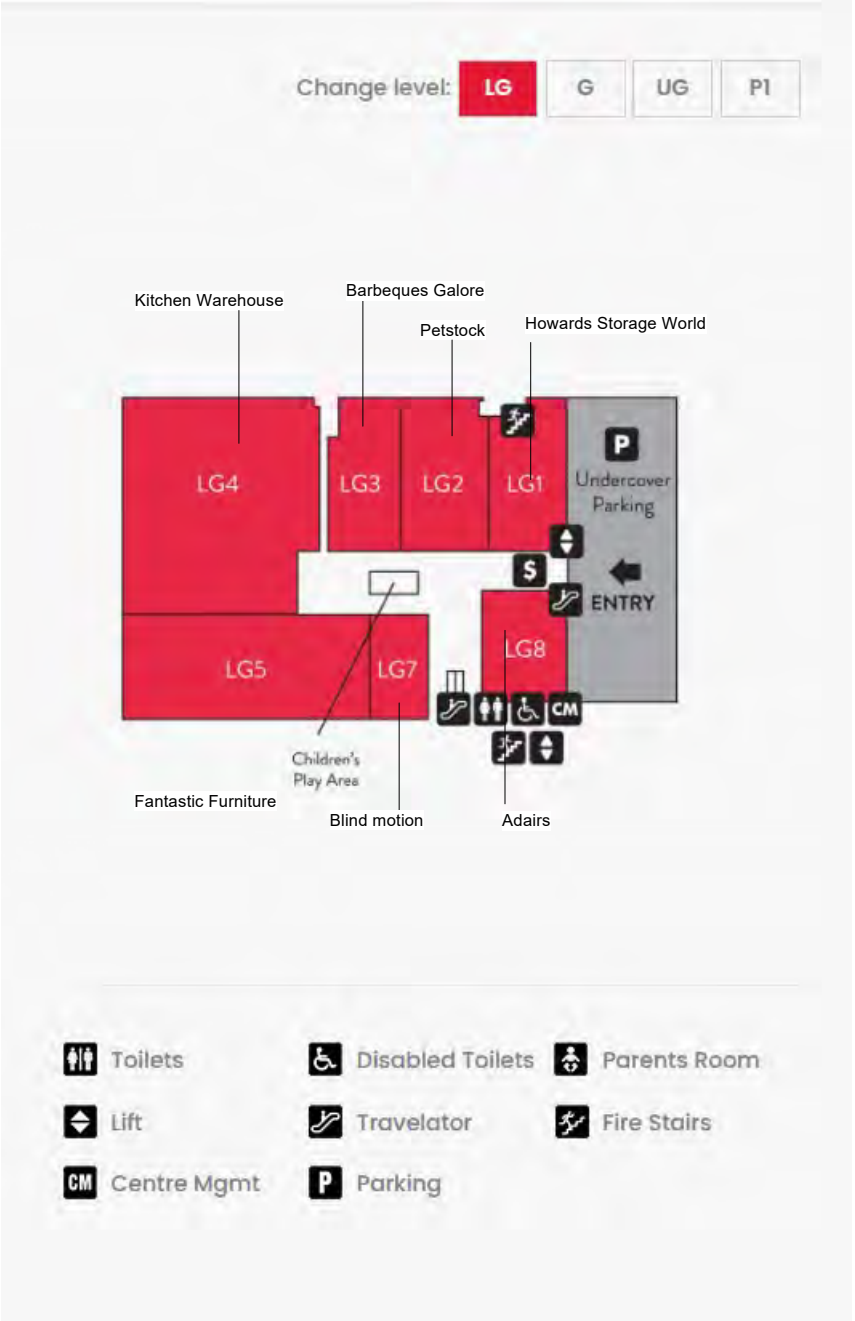 Change level: LG G UG P1
Barbeques Galore
Kitchen Warehouse
Howards Storage World
Petstock
P
LG4 LG3 LG2 LG1 Undercover
Parking
$
ENTRY
LG8
LG5 LG7
CM
Children's
Play Area
Fantastic Furniture
Blind motion Adairs
Toilets Disabled Toilets Parents Room
Lift Travelator Fire Stairs
CM Centre Mgmt P Parking